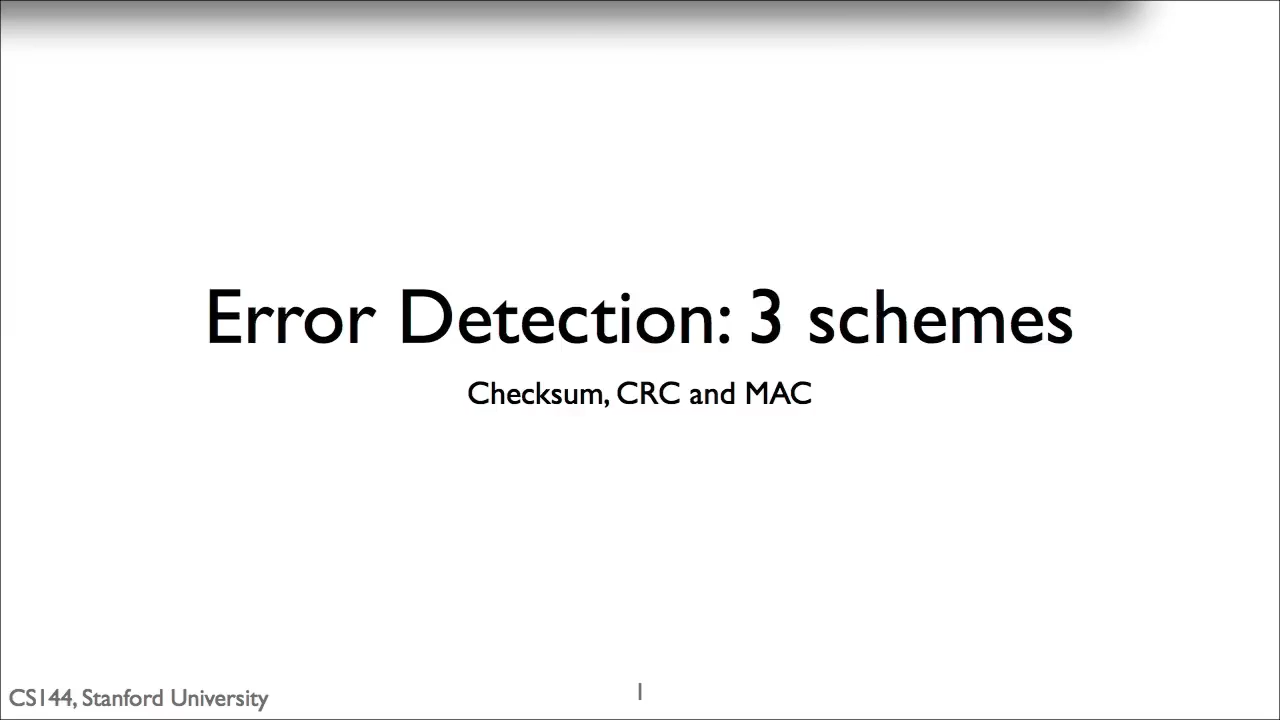 Error Detection: 3 schemes
Checksum, CRC and MAC
CS144, Stanford University
1